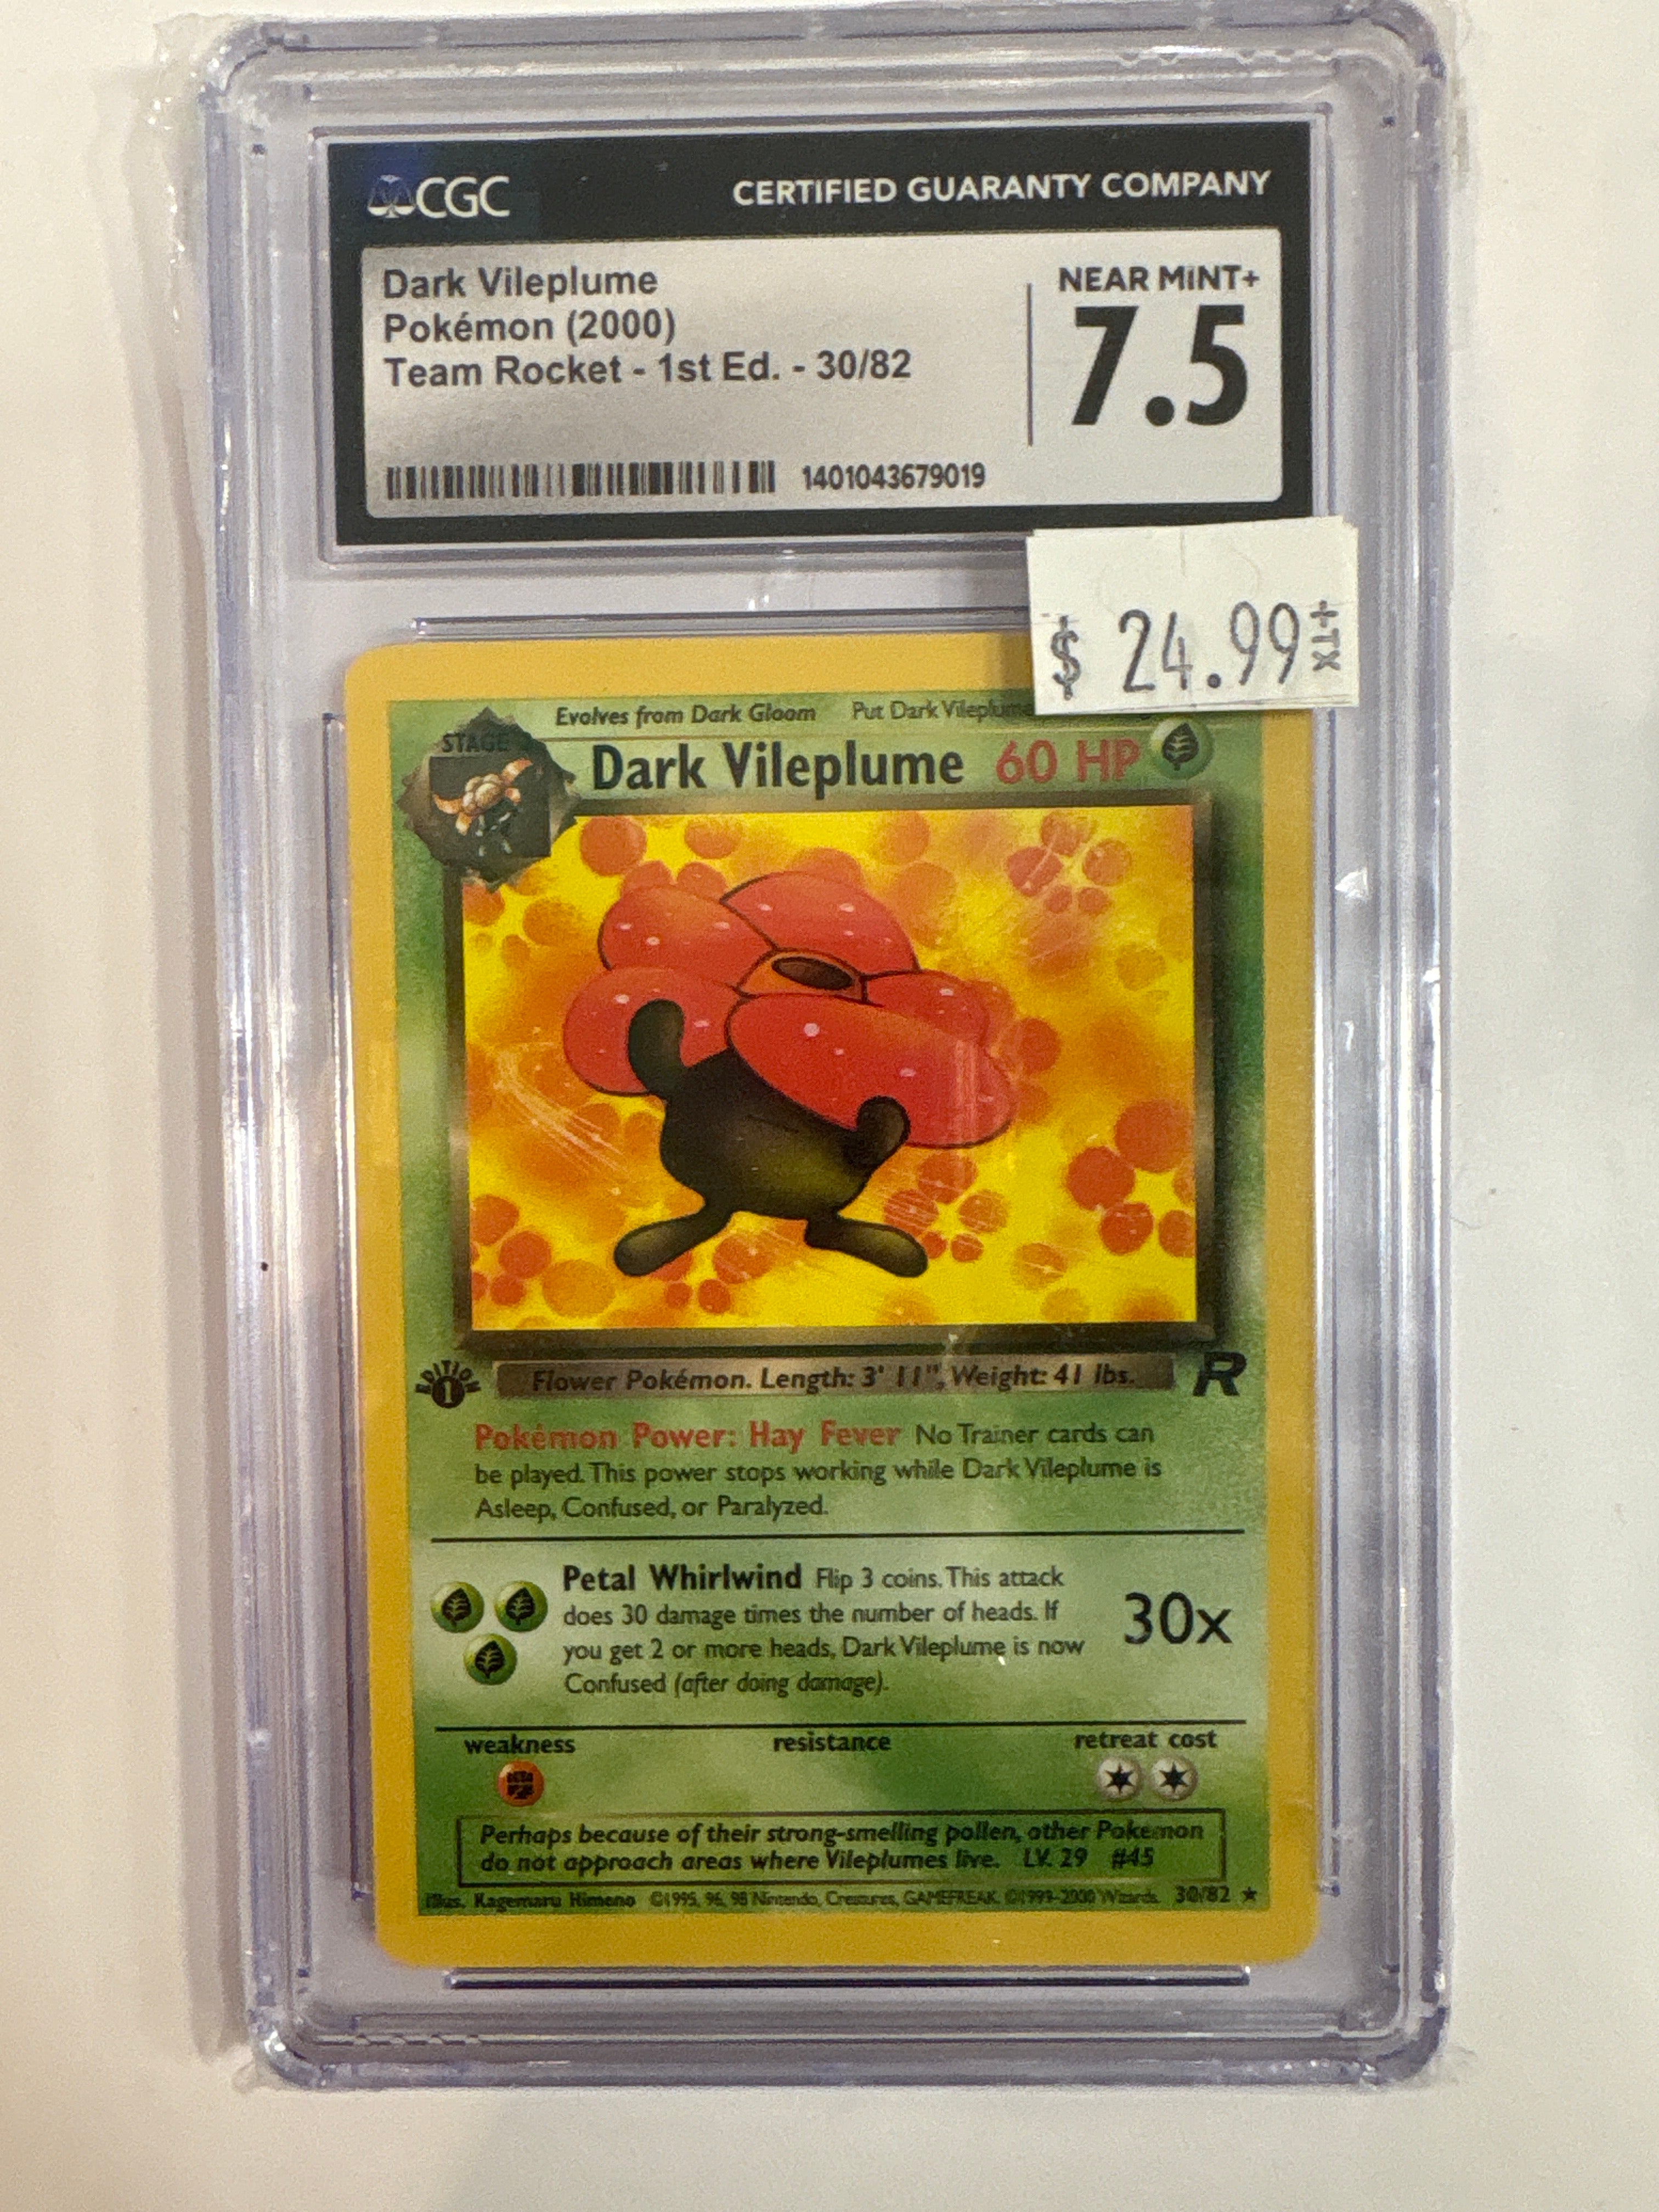 CGC
CERTIFIED GUARANTY COMPANY
Dark Vileplume
Pokémon (2000)
Team Rocket - 1st Ed. - 30/82
NEAR MINT+
7.5
1401043679019
$ 24.99 +TX
Evolves from Dark Gloom Put Dark Vileplume
STAGE
Dark Vileplume 60 HP
EDITION 1
Flower Pokémon. Length: 3' 11", Weight: 41 lbs.
R
Pokémon Power: Hay Fever No Trainer cards can
be played. This power stops working while Dark Vileplume is
Asleep, Confused, or Paralyzed.
Petal Whirlwind Flip 3 coins. This attack
does 30 damage times the number of heads. If
you get 2 or more heads, Dark Vileplume is now
Confused (after doing damage).
30x
weakness resistance retreat cost
Perhaps because of their strong-smelling pollen, other Pokémon
do not approach areas where Vileplumes live. LV. 29 #45
Illus. Kagemaru Himeno ©1995, 96, 98 Nintendo, Creatures, GAMEFREAK. ©1999-2000 Wizards. 30/82 ★